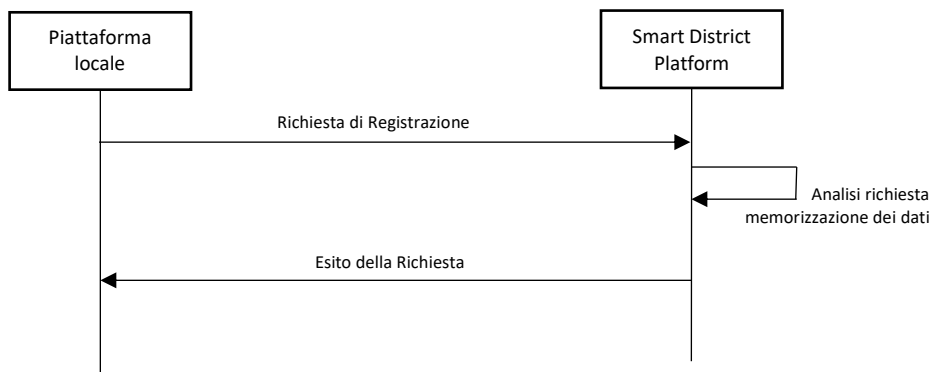 Piattaforma
locale
Smart District
Platform
Richiesta di Registrazione
Analisi richiesta
memorizzazione dei dati
Esito della Richiesta